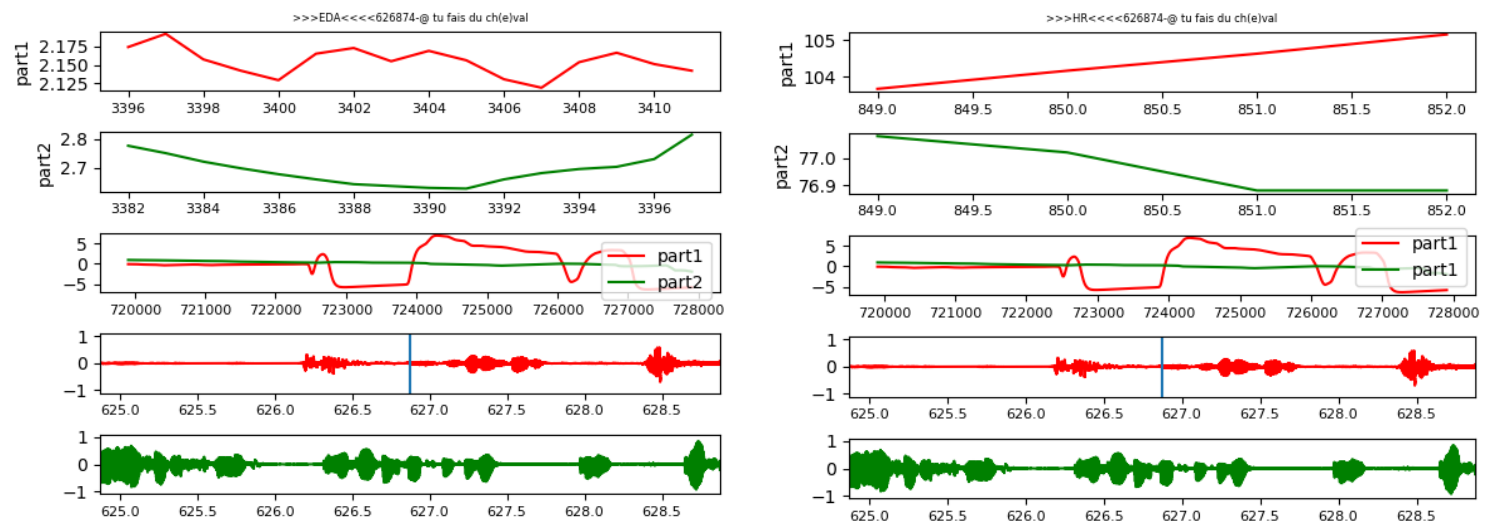 >>>EDA<<<<626874-@ tu fais du ch(e)val
part1
2.175
2.150
2.125
3396 3398 3400 3402 3404 3406 3408 3410
part2
2.8
2.7
3382 3384 3386 3388 3390 3392 3394 3396
5
0
−5
part1
part2
720000 721000 722000 723000 724000 725000 726000 727000 728000
1
0
−1
625.0 625.5 626.0 626.5 627.0 627.5 628.0 628.5
1
0
−1
625.0 625.5 626.0 626.5 627.0 627.5 628.0 628.5
>>>HR<<<<626874-@ tu fais du ch(e)val
part1
105
104
849.0 849.5 850.0 850.5 851.0 851.5 852.0
part2
77.0
76.9
849.0 849.5 850.0 850.5 851.0 851.5 852.0
5
0
−5
part1
part1
720000 721000 722000 723000 724000 725000 726000 727000 728000
1
0
−1
625.0 625.5 626.0 626.5 627.0 627.5 628.0 628.5
1
0
−1
625.0 625.5 626.0 626.5 627.0 627.5 628.0 628.5